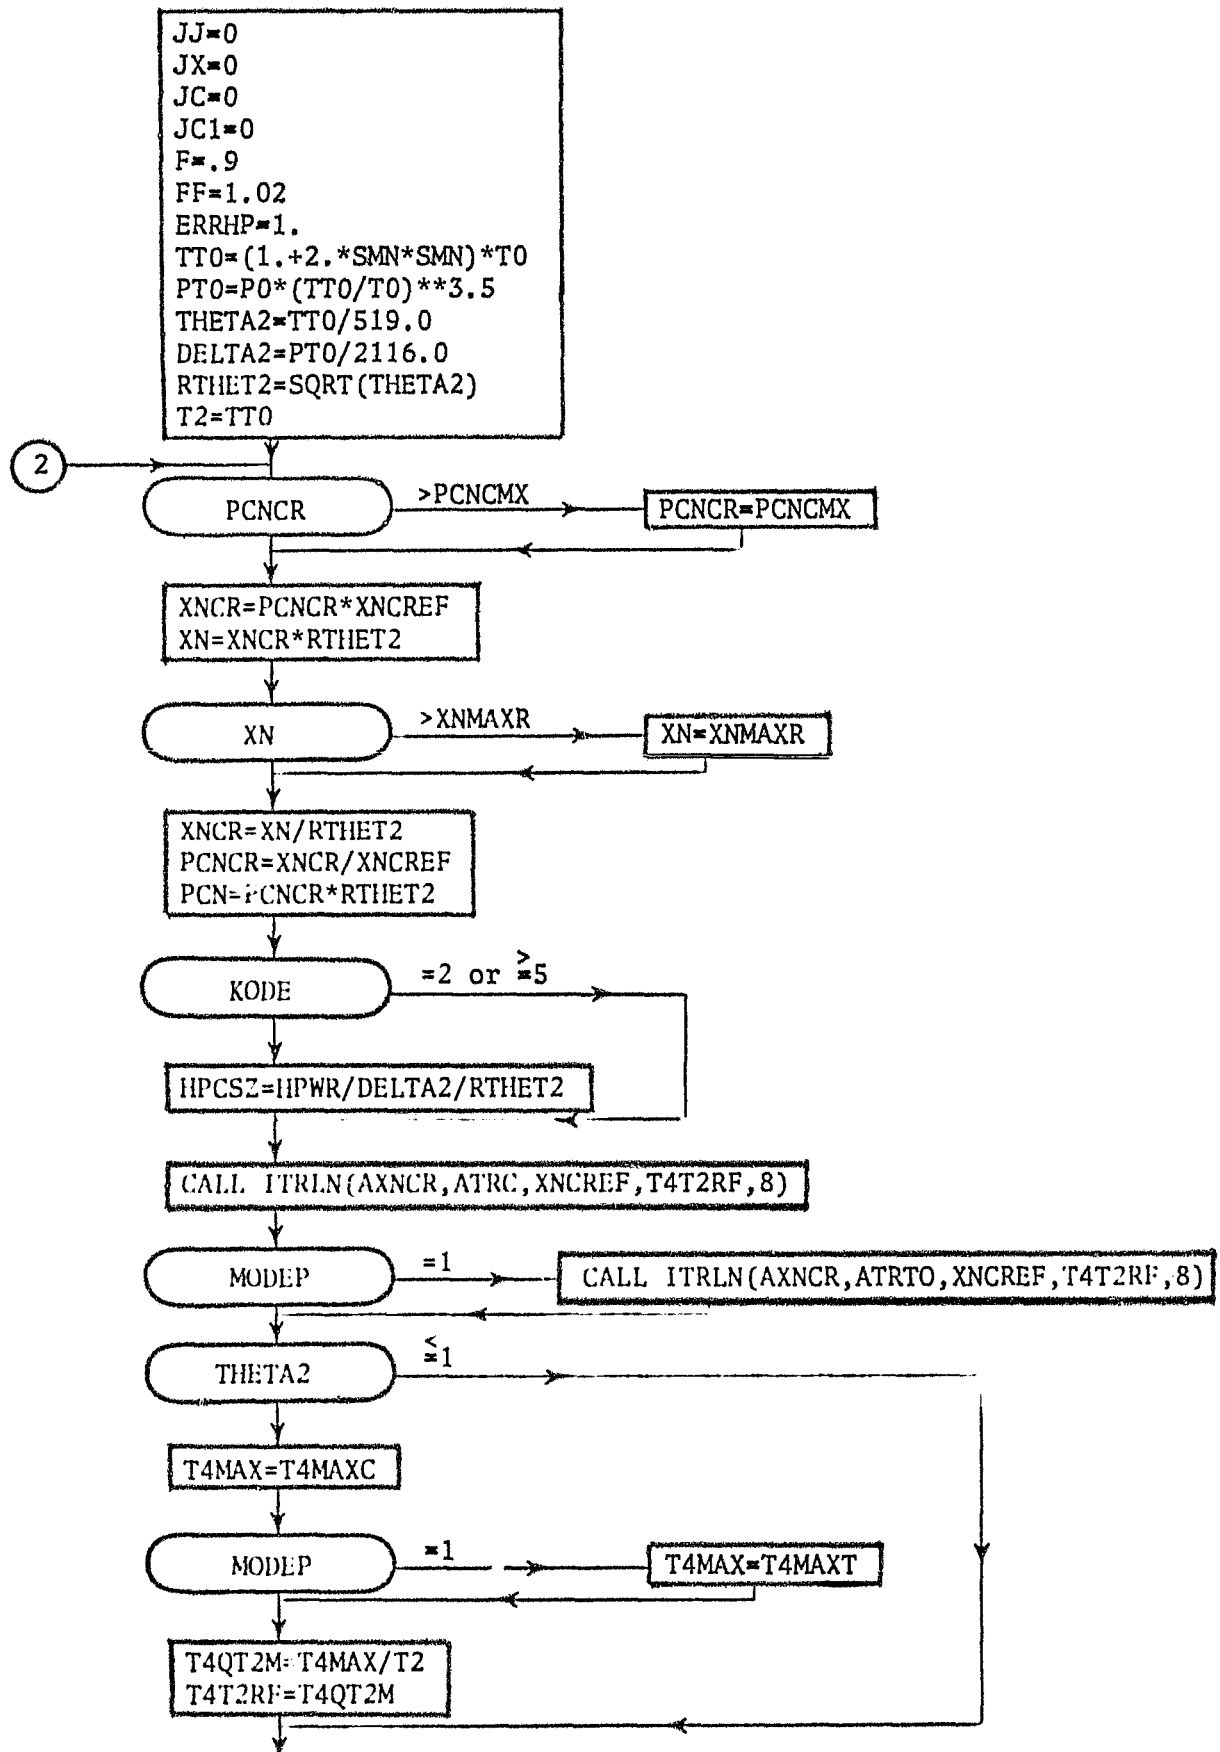 JJ=0
JX=0
JC=0
JC1=0
F=.9
FF=1.02
ERRHP=1.
TT0=(1.+2.*SMN*SMN)*T0
PT0=P0*(TT0/T0)**3.5
THETA2=TT0/519.0
DELTA2=PT0/2116.0
RTHET2=SQRT(THETA2)
T2=TT0
2
PCNCR
>PCNCMX
PCNCR=PCNCMX
XNCR=PCNCR*XNCREF
XN=XNCR*RTHET2
XN
>XNMAXR
XN=XNMAXR
XNCR=XN/RTHET2
PCNCR=XNCR/XNCREF
PCN=PCNCR*RTHET2
KODE
=2 or ≧5
HPCSZ=HPWR/DELTA2/RTHET2
CALL ITRLN(AXNCR,ATRC,XNCREF,T4T2RF,8)
MODEP
=1
CALL ITRLN(AXNCR,ATRTO,XNCREF,T4T2RF,8)
THETA2
≦1
T4MAX=T4MAXC
MODEP
=1
T4MAX=T4MAXT
T4QT2M=T4MAX/T2
T4T2RF=T4QT2M